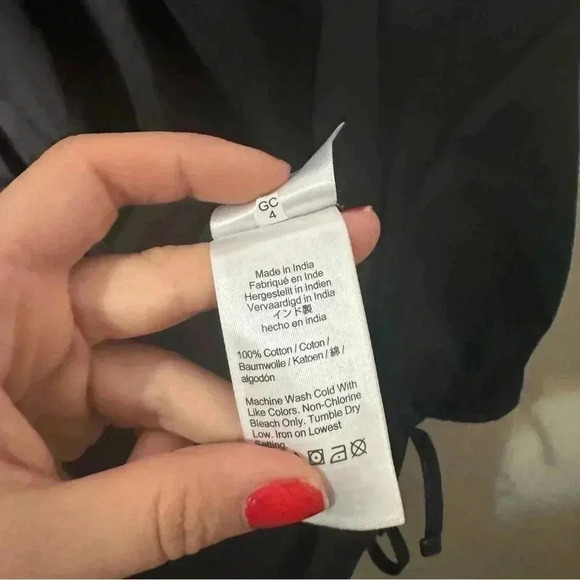 GC
4
Made in India
Fabriqué en Inde
Hergestellt in Indien
Vervaardigd in India
インド製
hecho en india
100% Cotton / Coton /
Baumwolle / Katoen / 綿 /
algodón
Machine Wash Cold With
Like Colors. Non-Chlorine
Bleach Only. Tumble Dry
Low. Iron on Lowest
Setting.